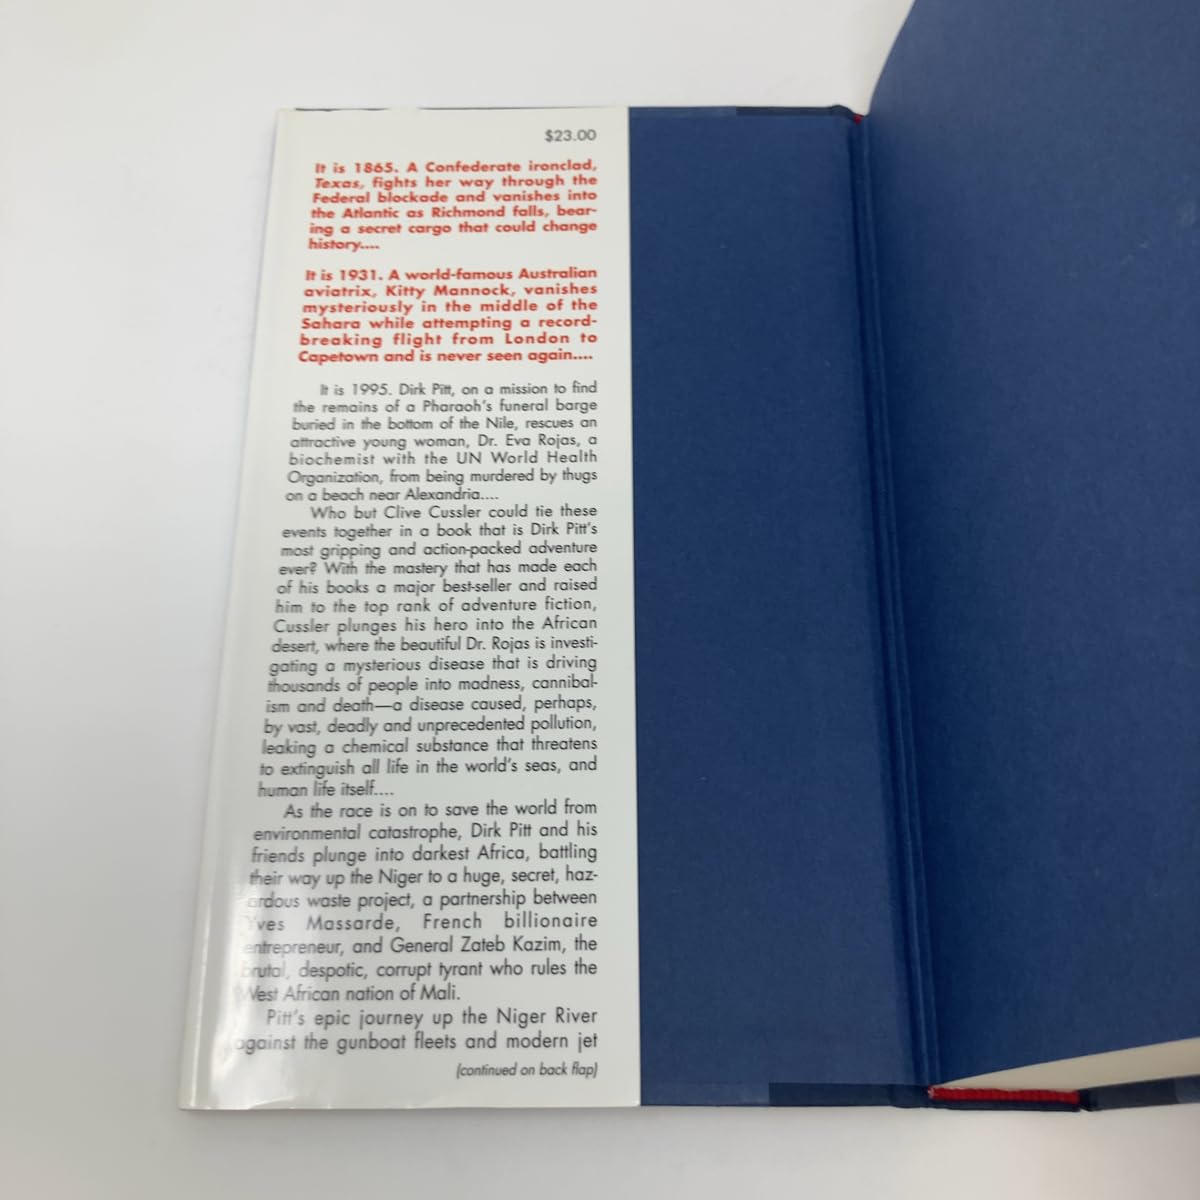 $23.00
It is 1865. A Confederate ironclad,
Texas, fights her way through the
Federal blockade and vanishes into
the Atlantic as Richmond falls, bear-
ing a secret cargo that could change
history....
It is 1931. A world-famous Australian
aviatrix, Kitty Mannock, vanishes
mysteriously in the middle of the
Sahara while attempting a record-
breaking flight from London to
Capetown and is never seen again....
It is 1995. Dirk Pitt, on a mission to find
the remains of a Pharaoh's funeral barge
buried in the bottom of the Nile, rescues an
attractive young woman, Dr. Eva Rojas, a
biochemist with the UN World Health
Organization, from being murdered by thugs
on a beach near Alexandria....
Who but Clive Cussler could tie these
events together in a book that is Dirk Pitt's
most gripping and action-packed adventure
ever? With the mastery that has made each
of his books a major best-seller and raised
him to the top rank of adventure fiction,
Cussler plunges his hero into the African
desert, where the beautiful Dr. Rojas is investi-
gating a mysterious disease that is driving
thousands of people into madness, cannibal-
ism and death—a disease caused, perhaps,
by vast, deadly and unprecedented pollution,
leaking a chemical substance that threatens
to extinguish all life in the world's seas, and
human life itself....
As the race is on to save the world from
environmental catastrophe, Dirk Pitt and his
friends plunge into darkest Africa, battling
their way up the Niger to a huge, secret, haz-
ardous waste project, a partnership between
Yves Massarde, French billionaire
entrepreneur, and General Zateb Kazim, the
brutal, despotic, corrupt tyrant who rules the
West African nation of Mali.
Pitt's epic journey up the Niger River
against the gunboat fleets and modern jet
(continued on back flap)